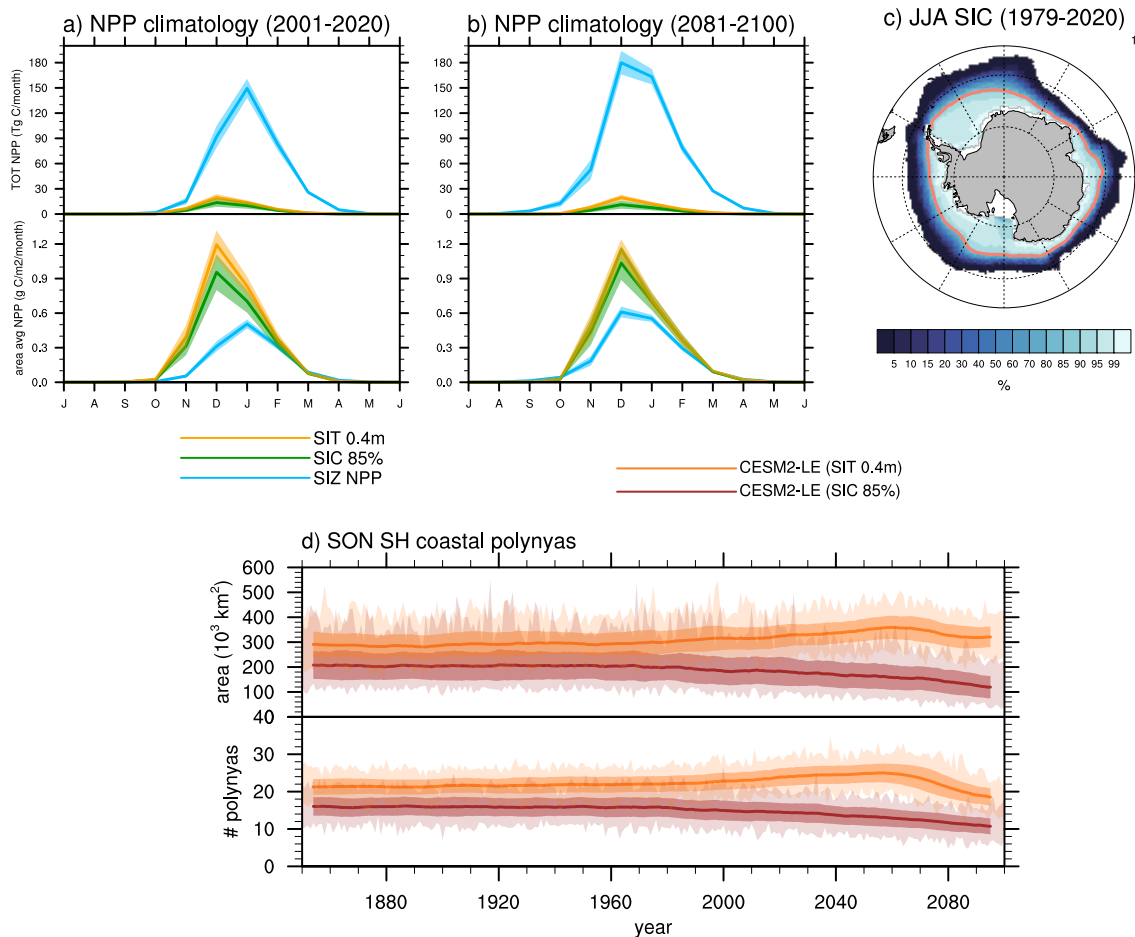 a) NPP climatology (2001-2020)
b) NPP climatology (2081-2100)
c) JJA SIC (1979-2020)
1
TOT NPP (Tg C/month)
180
150
120
90
60
30
0
180
150
120
90
60
30
0
area avg NPP (g C/m2/month)
1.2
0.9
0.6
0.3
0.0
1.2
0.9
0.6
0.3
0.0
J A S O N D J F M A M J
J A S O N D J F M A M J
5 10 15 20 30 40 60 70 80 85 90 95 99
%
SIT 0.4m
SIC 85%
SIZ NPP
CESM2-LE (SIT 0.4m)
CESM2-LE (SIC 85%)
d) SON SH coastal polynyas
area (10³ km²)
600
500
400
300
200
100
0
# polynyas
40
30
20
10
0
1880 1920 1960 2000 2040 2080
year